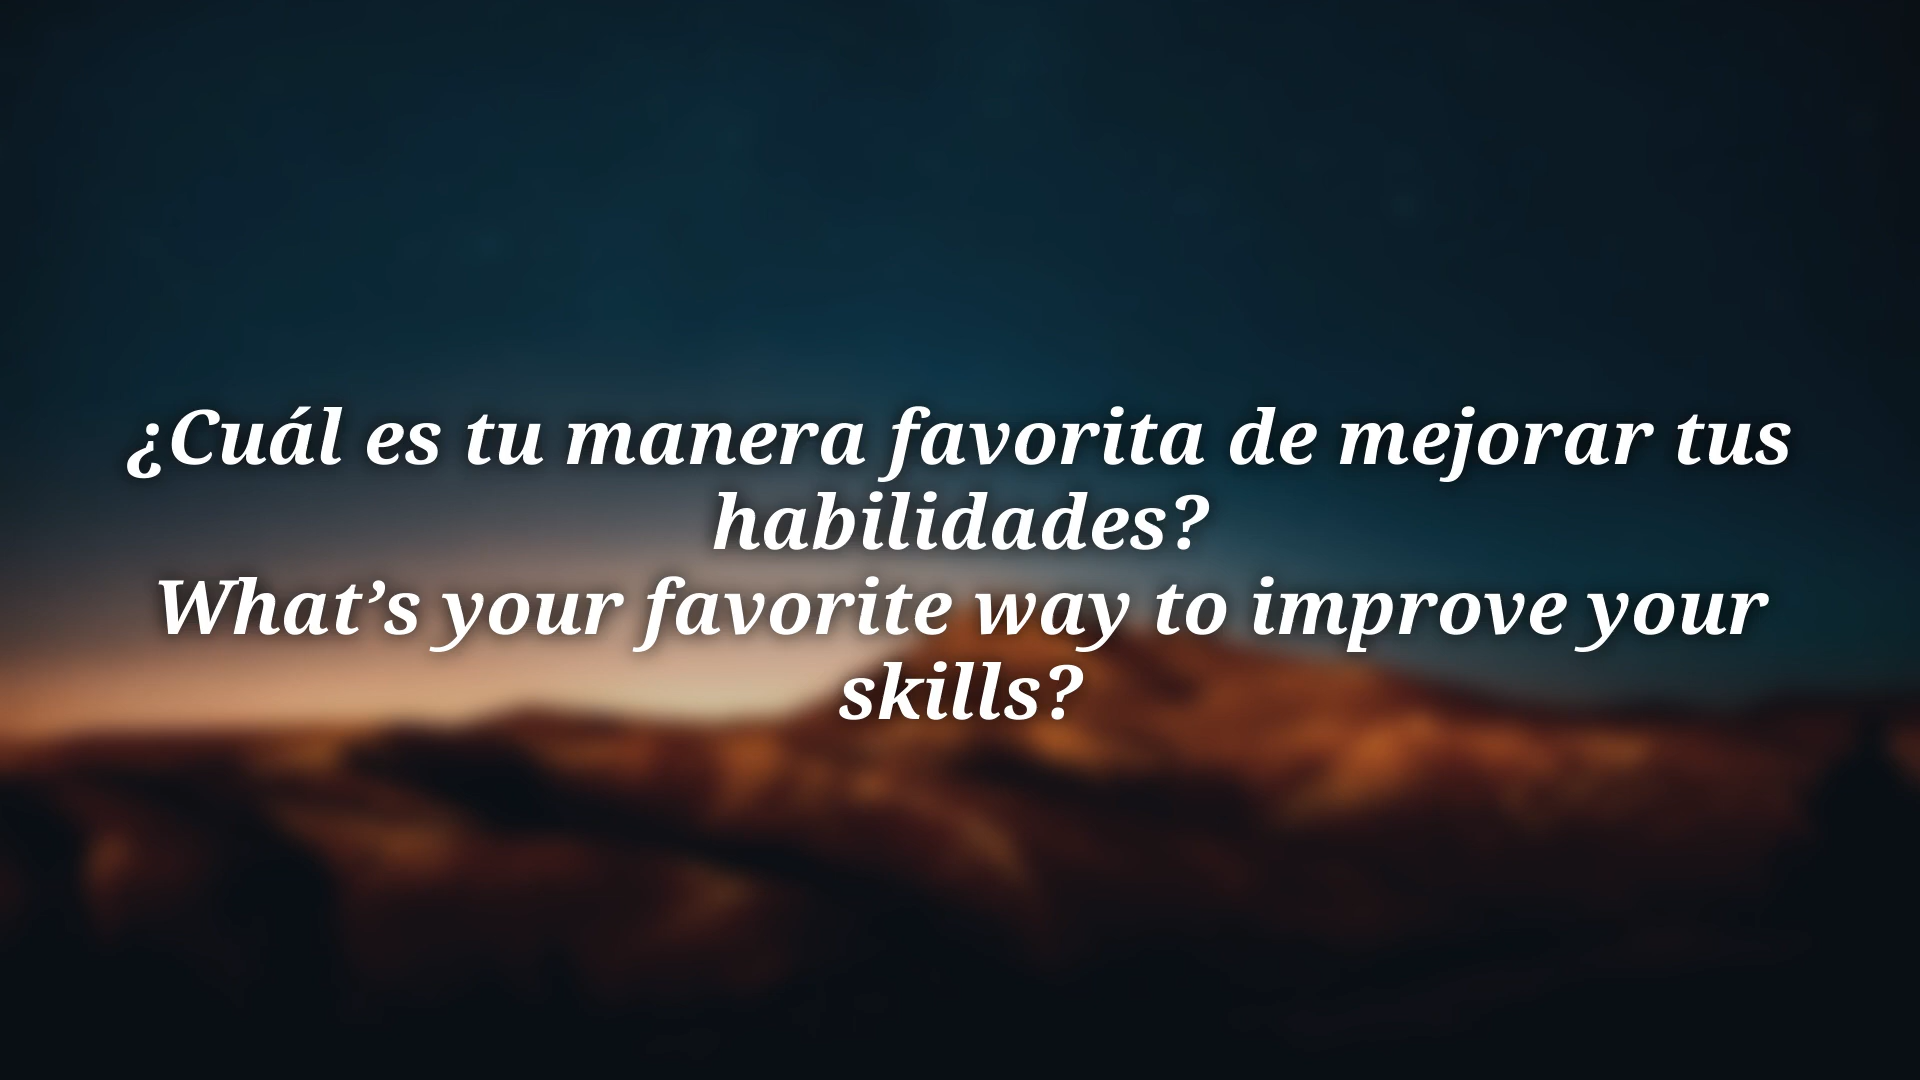 ¿Cuál es tu manera favorita de mejorar tus
habilidades?
What’s your favorite way to improve your
skills?